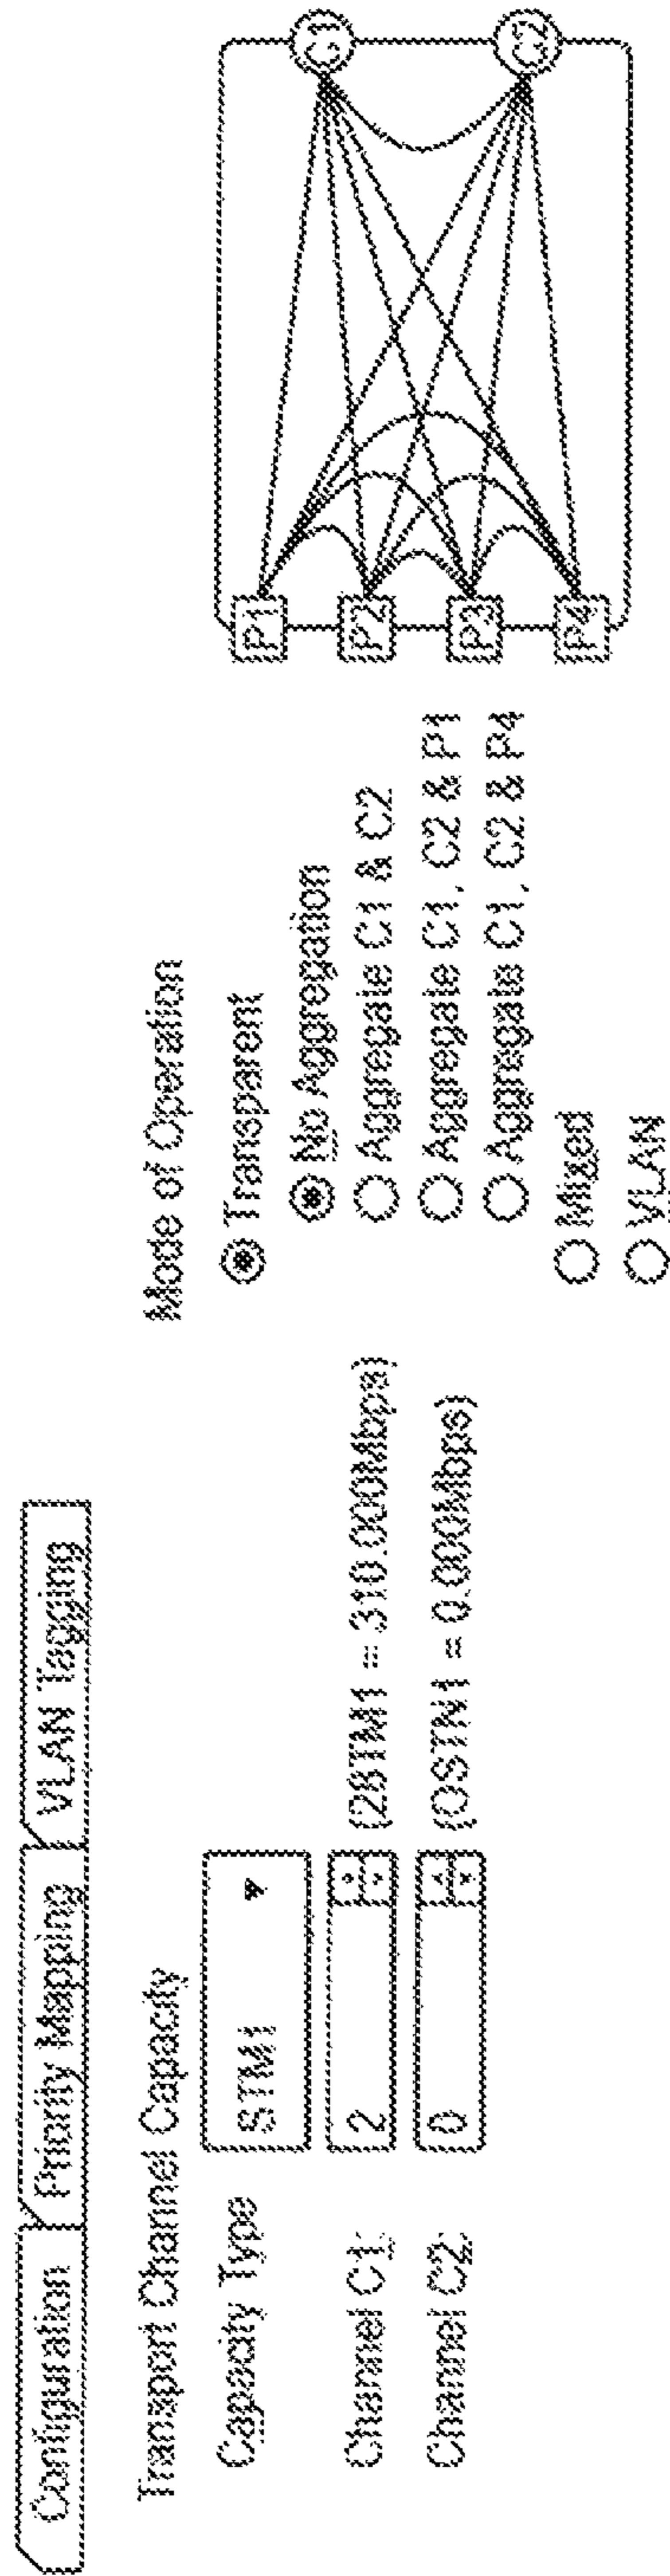 Configuration
Priority Mapping
VLAN Tagging
Transport Channel Capacity
Capacity Type
STM1
Channel C1:
2
(2STM1 = 310.000Mbps)
Channel C2:
0
(OSTN1 = 0.000Mbps)
Mode of Operation
Transparent
No Aggregation
Aggregate C1 & C2
Aggregate C1, C2 & P1
Aggregate C1, C2 & P4
Mixed
VLAN
P1
P2
P3
P4
C1
C2